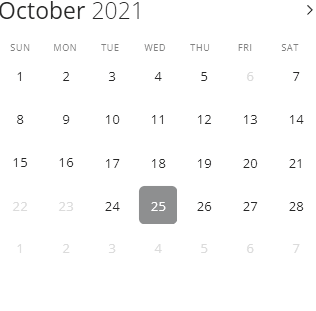 October 2021 >
SUN MON TUE WED THU FRI SAT
1 2 3 4 5 6 7
8 9 10 11 12 13 14
15 16 17 18 19 20 21
22 23 24 25 26 27 28
1 2 3 4 5 6 7